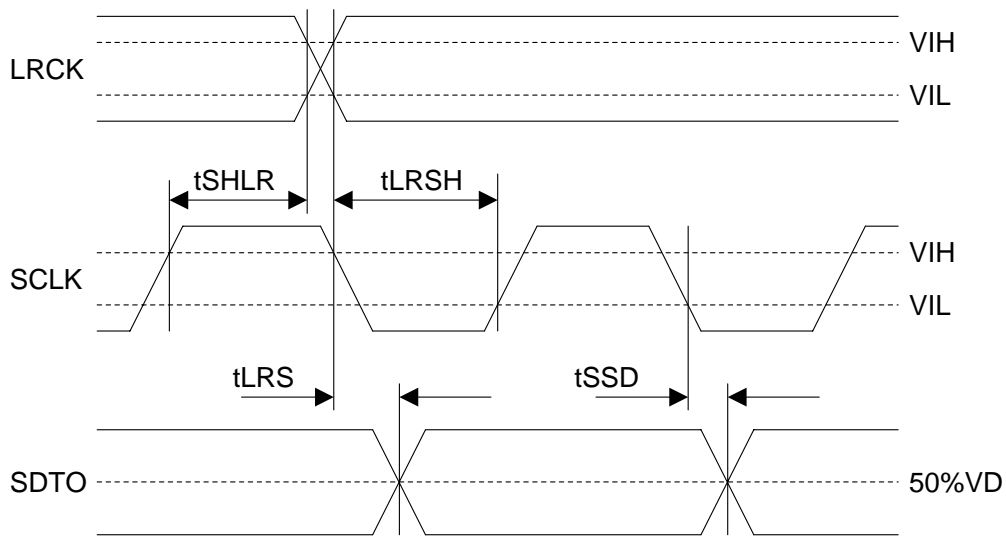 LRCK
VIH
VIL
tSHLR
tLRSH
SCLK
VIH
VIL
tLRS
tSSD
SDTO
50%VD